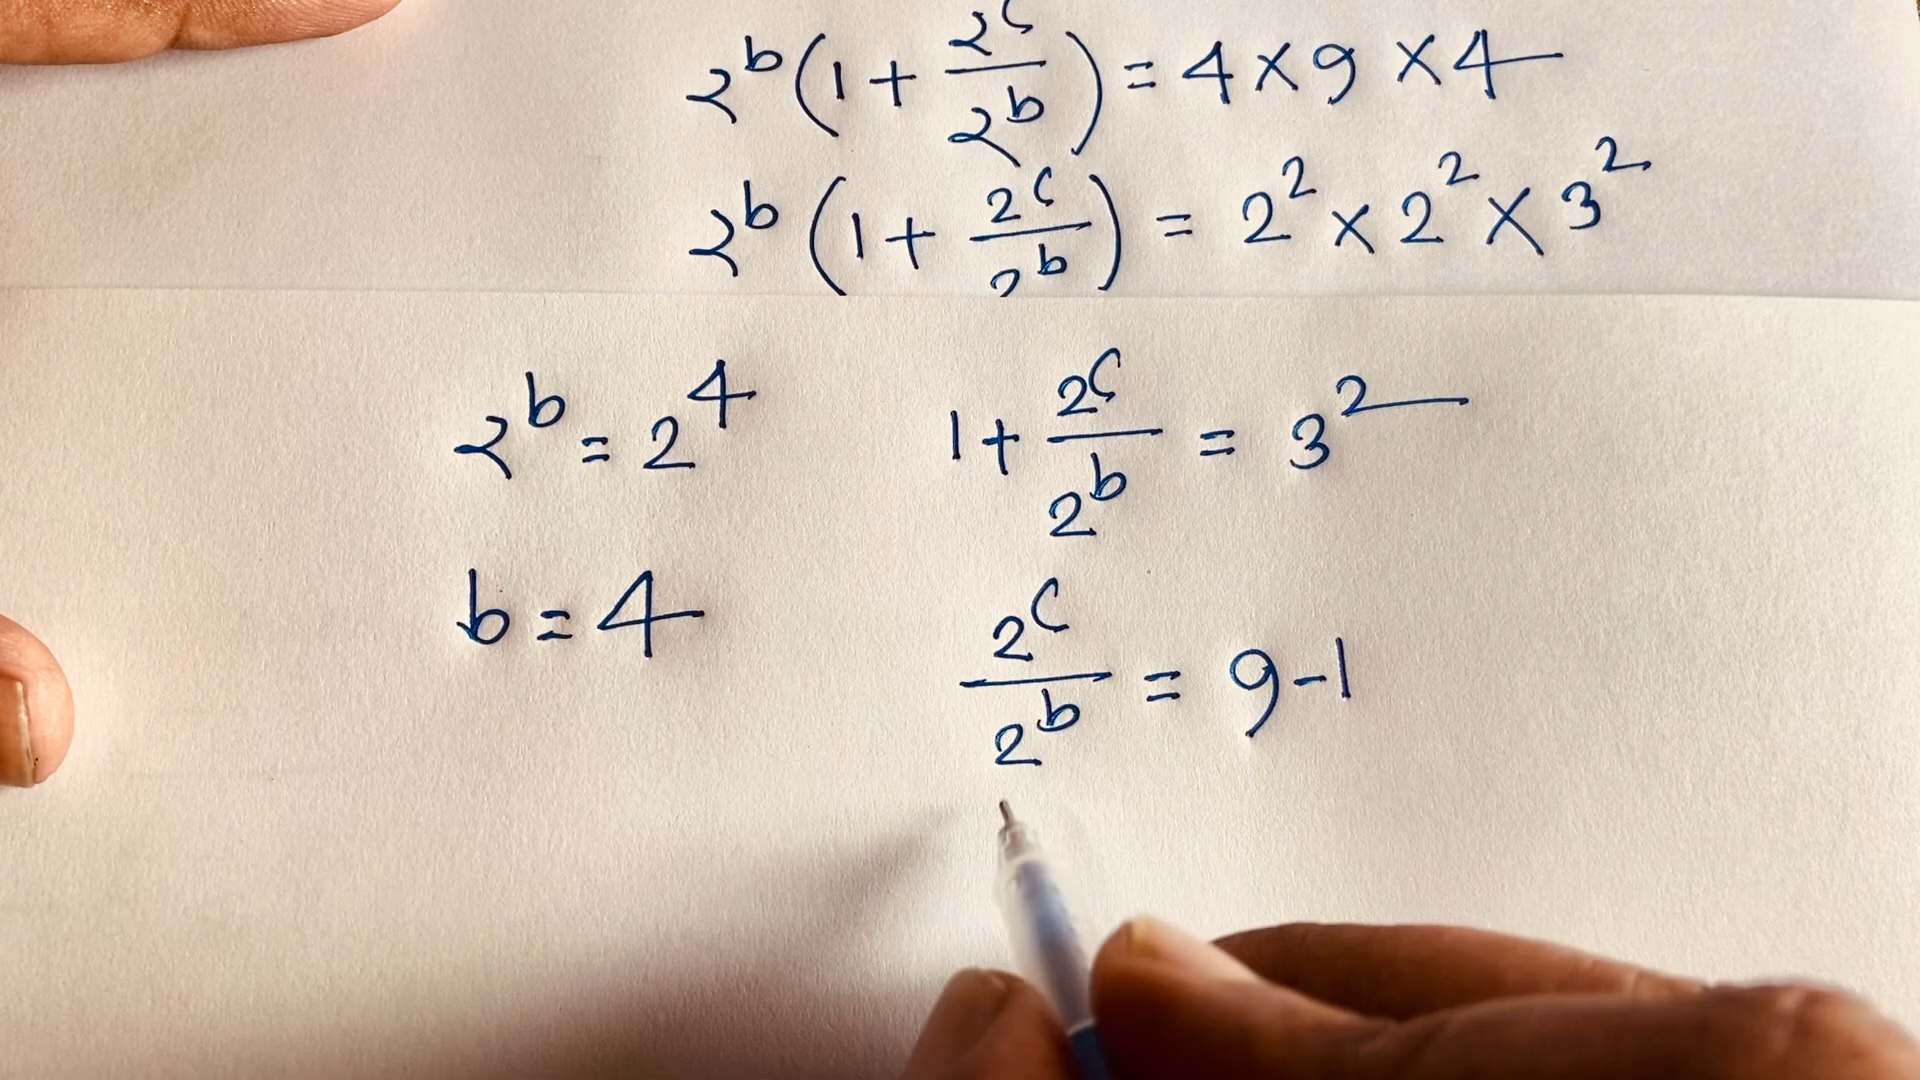 2^b(1 + 2^c/2^b) = 4 × 9 × 4
2^b(1 + 2^c/2^b) = 2^2 × 2^2 × 3^2
2^b = 2^4
1 + 2^c/2^b = 3^2
b = 4
2^c/2^b = 9 - 1